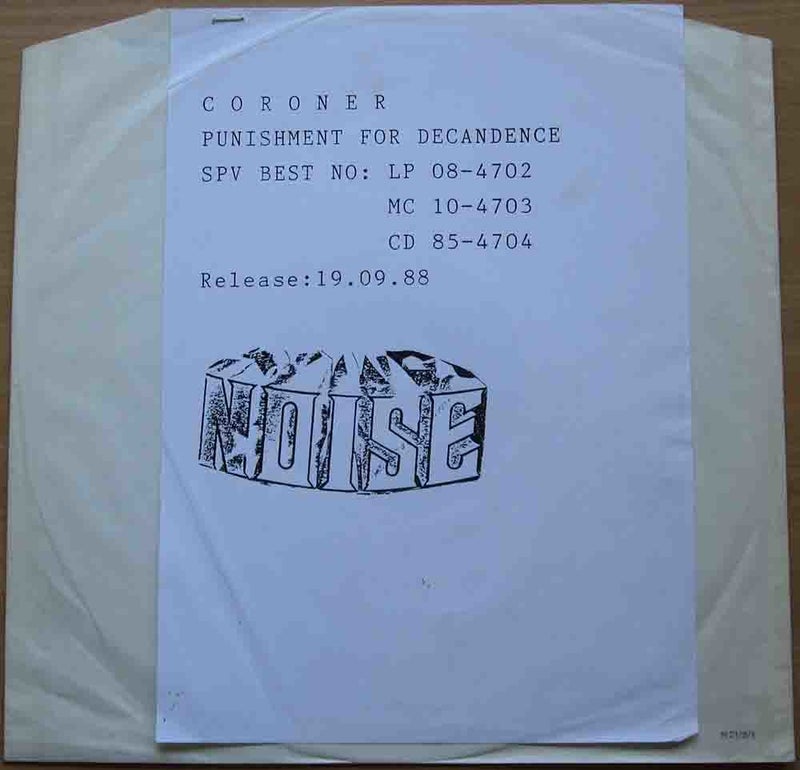 C O R O N E R
PUNISHMENT FOR DECANDENCE
SPV BEST NO: LP 08-4702
MC 10-4703
CD 85-4704
Release:19.09.88
NOISE